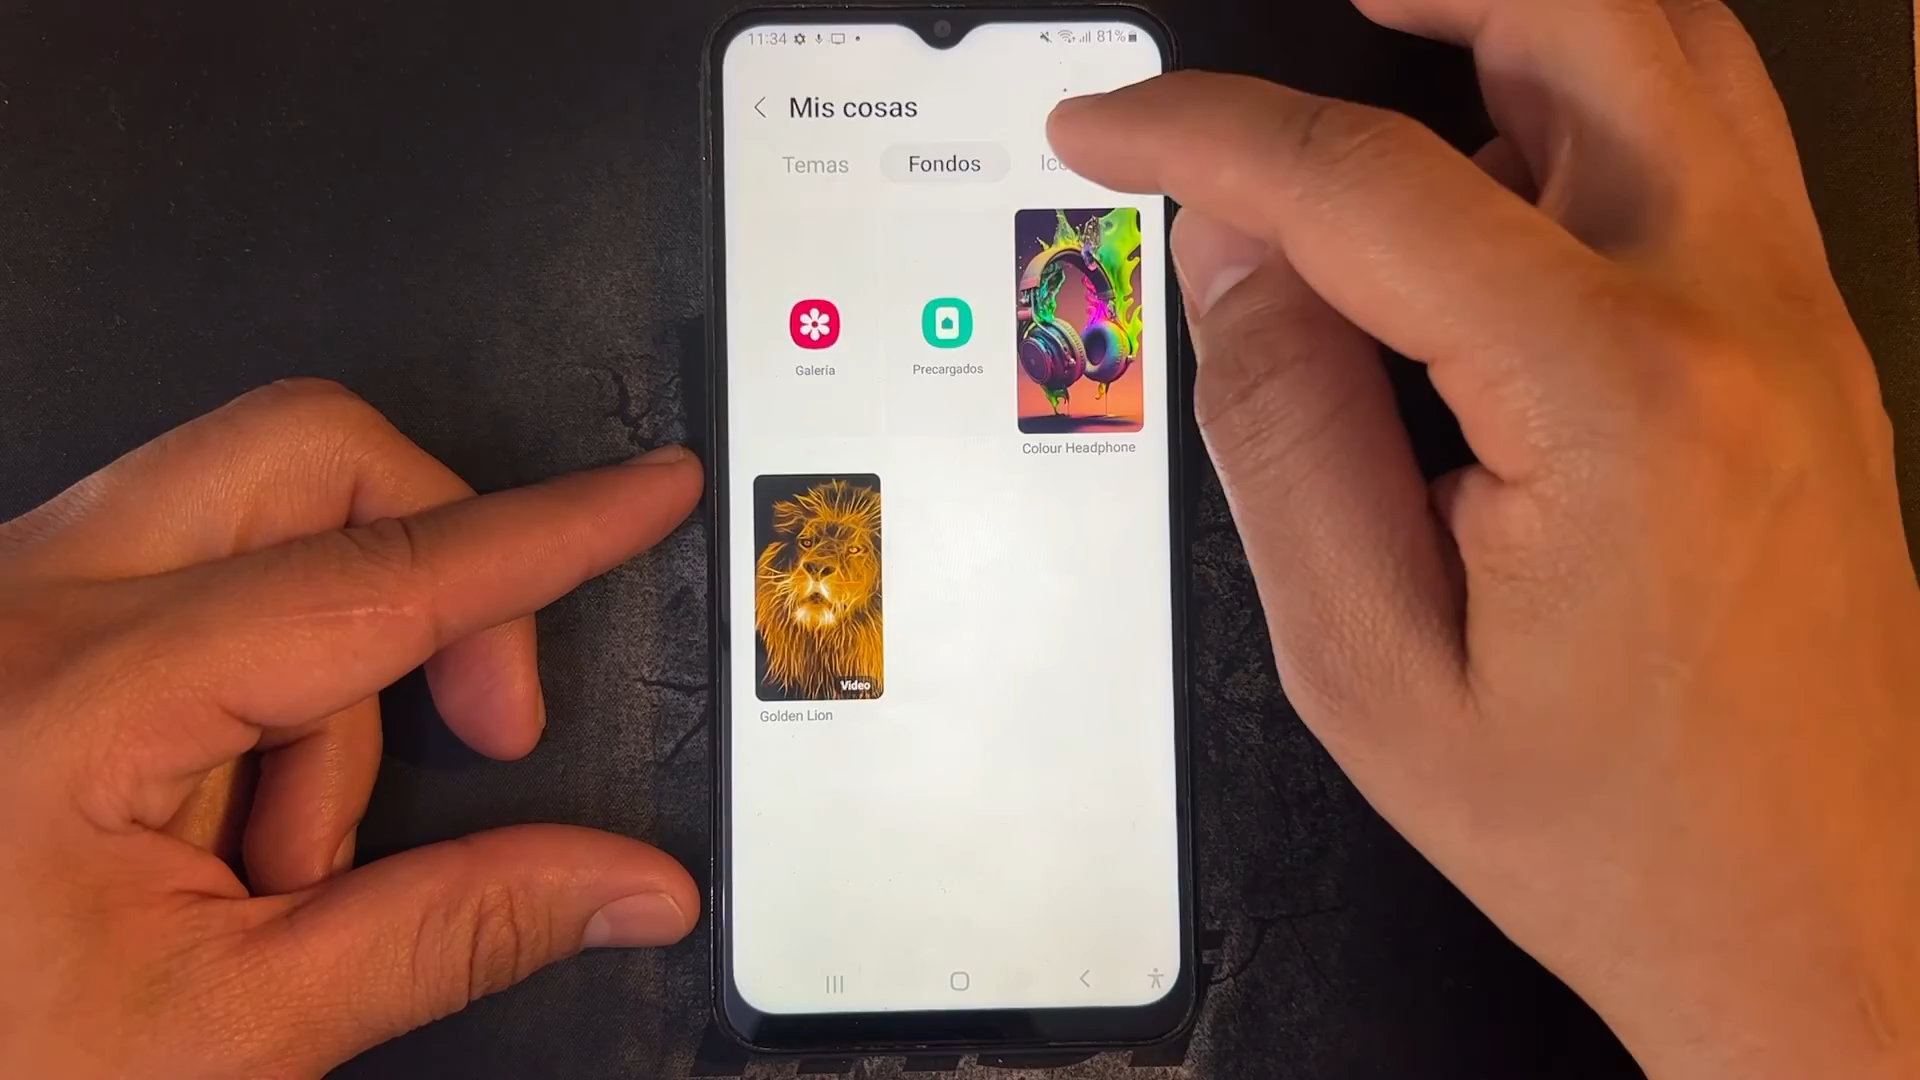 11:34
81%
Mis cosas
Temas
Fondos
Galería
Precargados
Colour Headphone
Video
Golden Lion